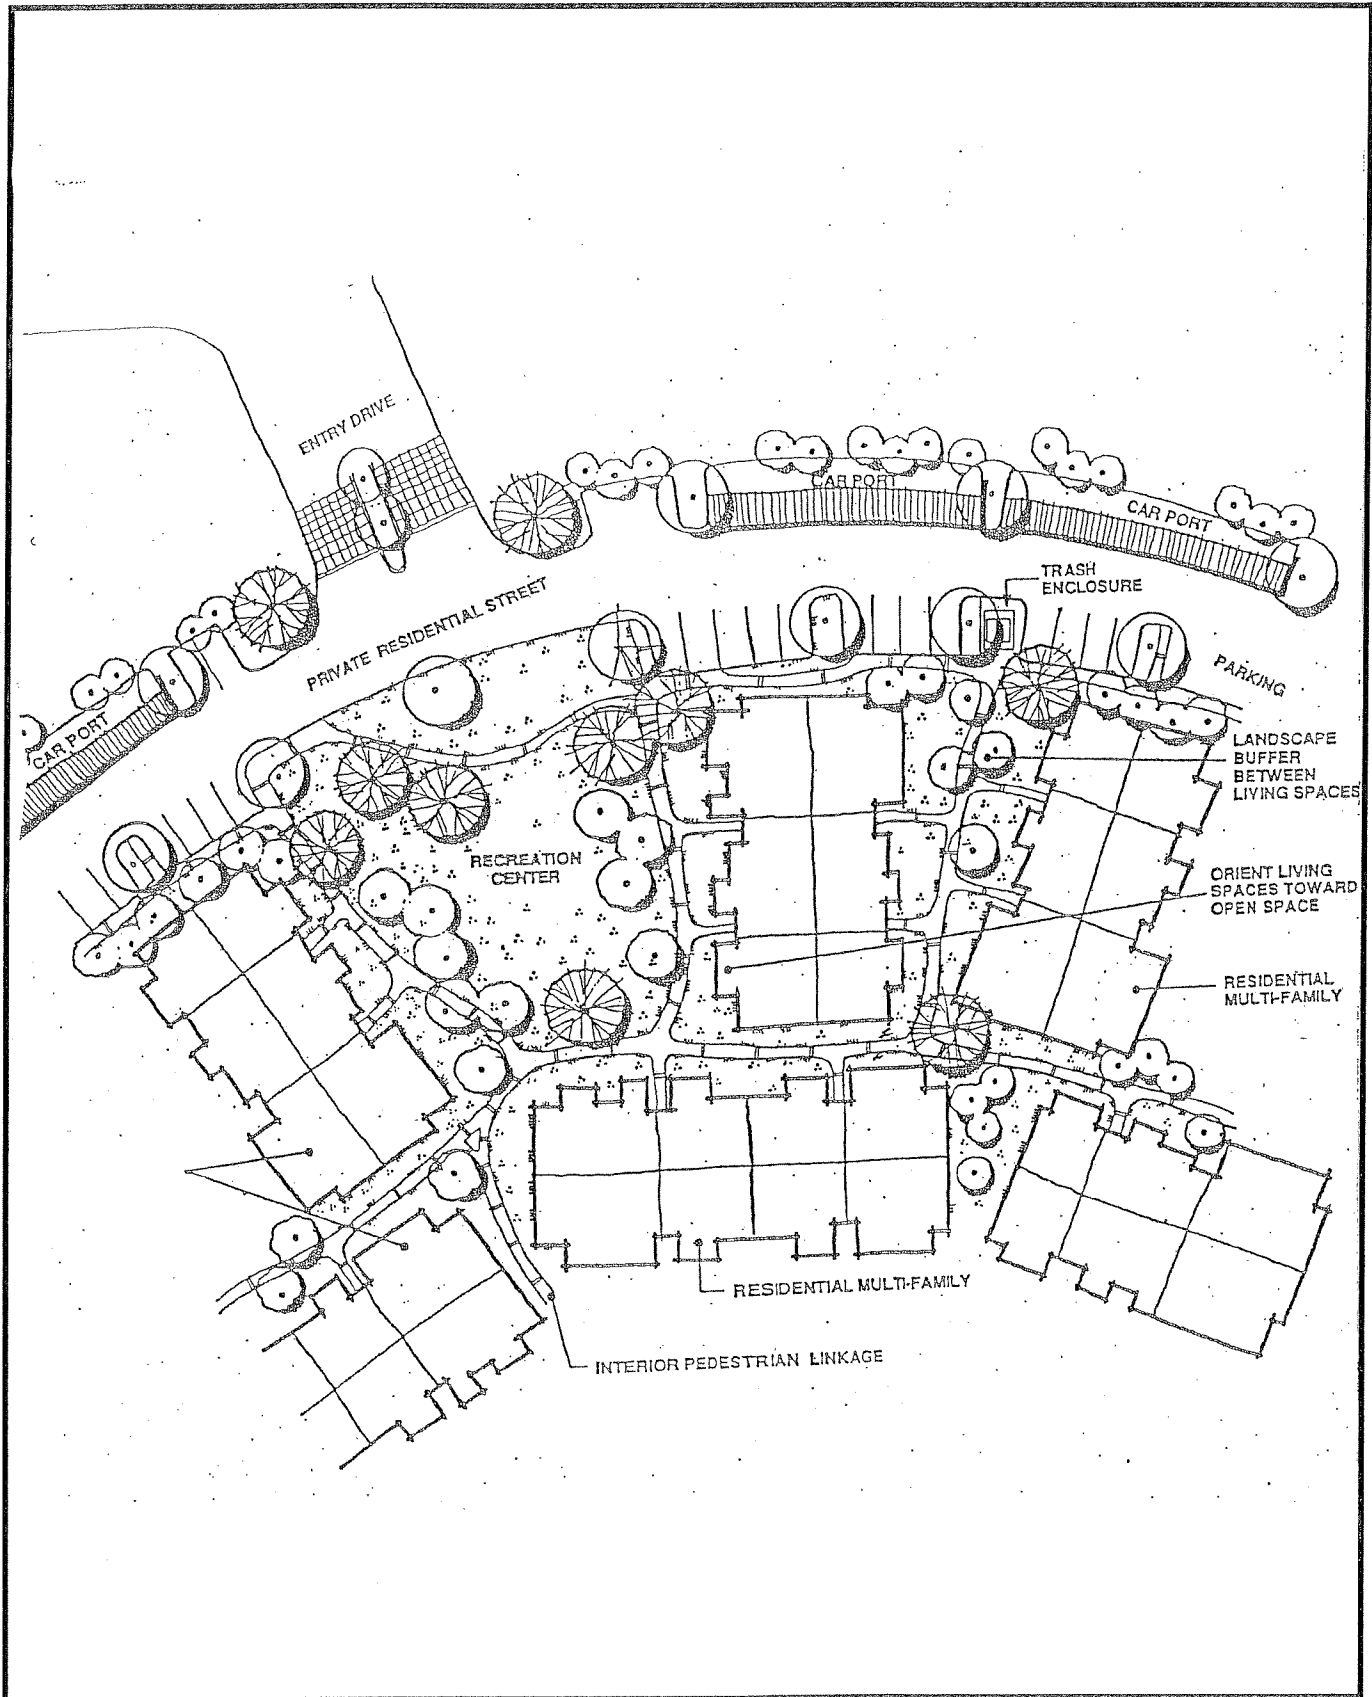 ENTRY DRIVE
CAR PORT
CAR PORT
TRASH
ENCLOSURE
PRIVATE RESIDENTIAL STREET
PARKING
CAR PORT
LANDSCAPE
BUFFER
BETWEEN
LIVING SPACES
RECREATION
CENTER
ORIENT LIVING
SPACES TOWARD
OPEN SPACE
RESIDENTIAL
MULTI-FAMILY
RESIDENTIAL MULTI-FAMILY
INTERIOR PEDESTRIAN LINKAGE